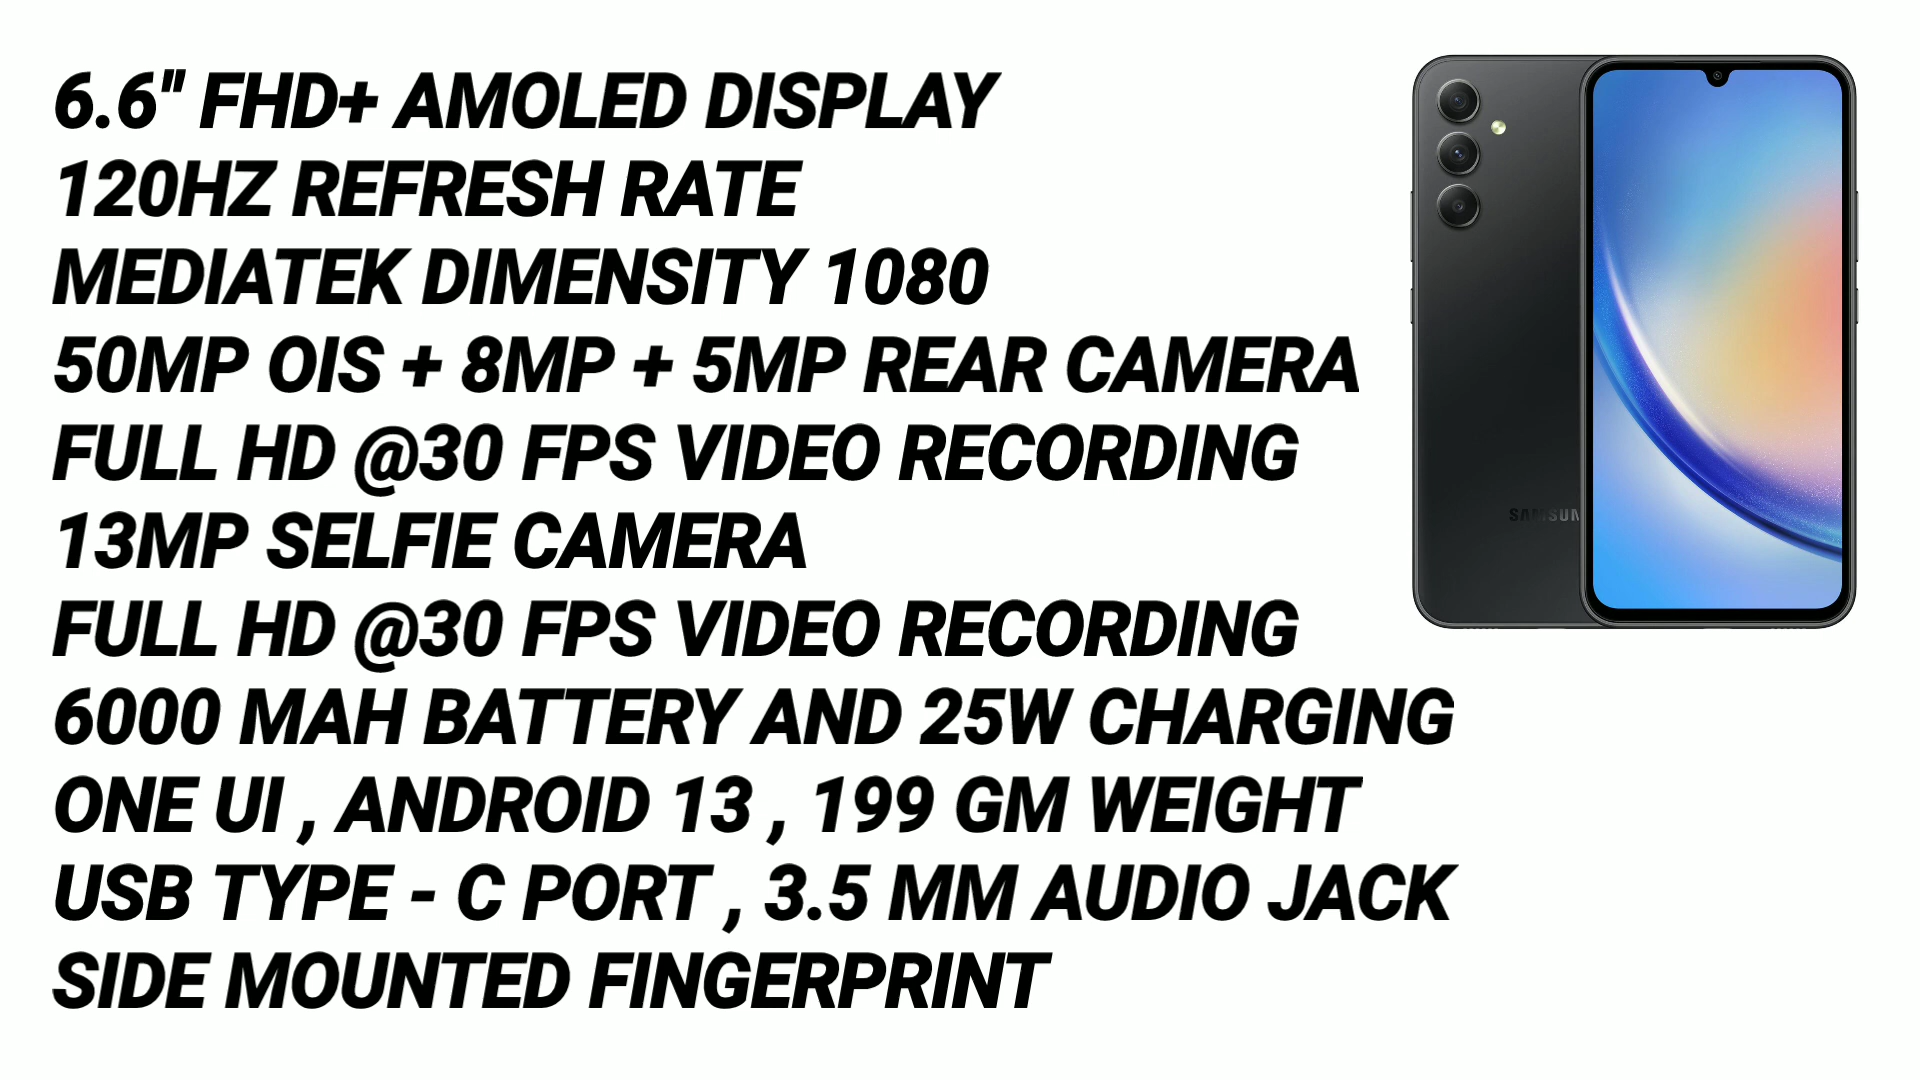 6.6" FHD+ AMOLED DISPLAY
120HZ REFRESH RATE
MEDIATEK DIMENSITY 1080
50MP OIS + 8MP + 5MP REAR CAMERA
FULL HD @30 FPS VIDEO RECORDING
13MP SELFIE CAMERA
FULL HD @30 FPS VIDEO RECORDING
6000 MAH BATTERY AND 25W CHARGING
ONE UI , ANDROID 13 , 199 GM WEIGHT
USB TYPE - C PORT , 3.5 MM AUDIO JACK
SIDE MOUNTED FINGERPRINT
SAMSUN